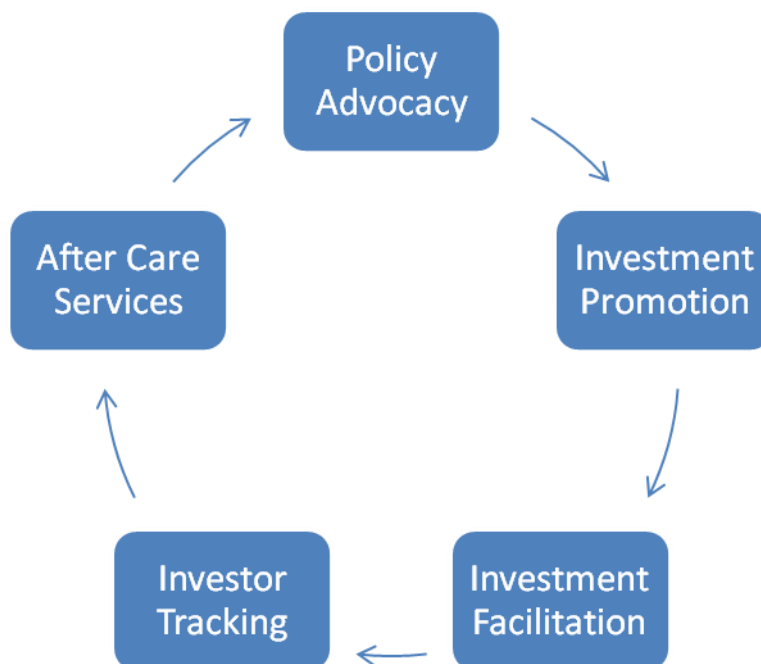 Policy
Advocacy
Investment
Promotion
Investment
Facilitation
Investor
Tracking
After Care
Services